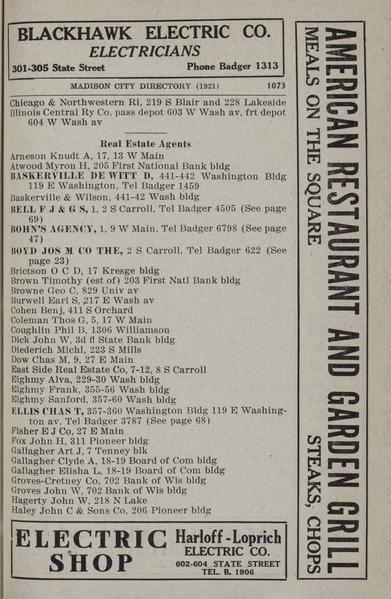 BLACKHAWK ELECTRIC CO.
ELECTRICIANS
301-305 State Street Phone Badger 1313
MADISON CITY DIRECTORY (1921) 1073
Chicago & Northwestern Rl, 219 S Blair and 228 Lakeside
Illinois Central Ry Co, pass depot 603 W Wash av, frt depot
604 W Wash av
Real Estate Agents
Arneson Knudt A, 17, 13 W Main
Atwood Myron H, 205 First National Bank bldg
BASKERVILLE DE WITT D, 441-442 Washington Bldg
119 E Washington, Tel Badger 1459
Baskerville & Wilson, 441-42 Wash bldg
BELL F J & G S, 1, 2 S Carroll, Tel Badger 4505 (See page
69)
BOHN'S AGENCY, 1, 9 W Main, Tel Badger 6798 (See page
47)
BOYD JOS M CO THE, 2 S Carroll, Tel Badger 622 (See
page 23)
Brictson O C D, 17 Kresge bldg
Brown Timothy (est of) 203 First Natl Bank bldg
Browne Geo C, 829 Univ av
Burwell Earl S, 217 E Wash av
Cohen Benj, 411 S Orchard
Coleman Thos G, 5, 17 W Main
Coughlin Phil B, 1306 Williamson
Dick John W, 3d fl State Bank bldg
Diederich Michl, 223 S Mills
Dow Chas M, 9, 27 E Main
East Side Real Estate Co, 7-12, 8 S Carroll
Eighmy Alva, 229-30 Wash bldg
Eighmy Frank, 355-56 Wash bldg
Eighmy Sanford, 357-60 Wash bldg
ELLIS CHAS T, 357-360 Washington Bldg 119 E Washing-
ton av, Tel Badger 3787 (See page 68)
Fisher E J Co, 27 E Main
Fox John H, 311 Pioneer bldg
Gallagher Art J, 7 Tenney blk
Gallagher Clyde A, 18-19 Board of Com bldg
Gallagher Elisha L, 18-19 Board of Com bldg
Groves-Cretney Co, 702 Bank of Wis bldg
Groves John W, 702 Bank of Wis bldg
Hagerty John W, 218 N Lake
Haley John C & Sons Co, 206 Pioneer bldg
ELECTRIC SHOP
Harloff-Loprich
ELECTRIC CO.
602-604 STATE STREET
TEL. B. 1906
AMERICAN RESTAURANT AND GARDEN GRILL
MEALS ON THE SQUARE STEAKS, CHOPS